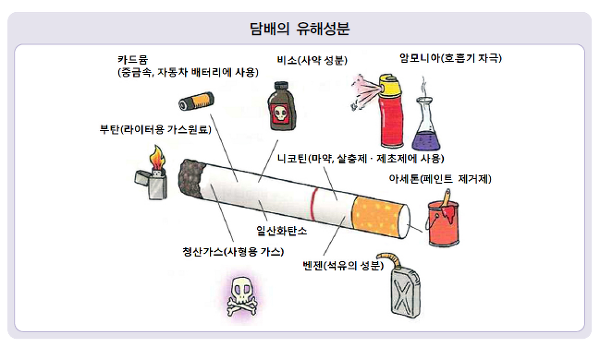 담배의 유해성분
카드뮴
(중금속, 자동차 배터리에 사용)
비소(사약 성분)
암모니아(호흡기 자극)
부탄(라이터용 가스원료)
니코틴(마약, 살충제 · 제초제에 사용)
아세톤(페인트 제거제)
일산화탄소
청산가스(사형용 가스)
벤젠(석유의 성분)